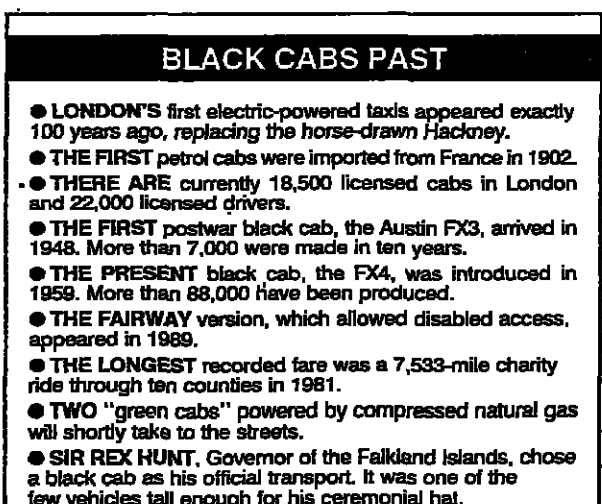 BLACK CABS PAST
● LONDON'S first electric-powered taxis appeared exactly
100 years ago, replacing the horse-drawn Hackney.
● THE FIRST petrol cabs were imported from France in 1902.
● THERE ARE currently 18,500 licensed cabs in London
and 22,000 licensed drivers.
● THE FIRST postwar black cab, the Austin FX3, arrived in
1948. More than 7,000 were made in ten years.
● THE PRESENT black cab, the FX4, was introduced in
1959. More than 88,000 have been produced.
● THE FAIRWAY version, which allowed disabled access,
appeared in 1989.
● THE LONGEST recorded fare was a 7,533-mile charity
ride through ten counties in 1981.
● TWO "green cabs" powered by compressed natural gas
will shortly take to the streets.
● SIR REX HUNT, Governor of the Falkland Islands, chose
a black cab as his official transport. It was one of the
few vehicles tall enough for his ceremonial hat.